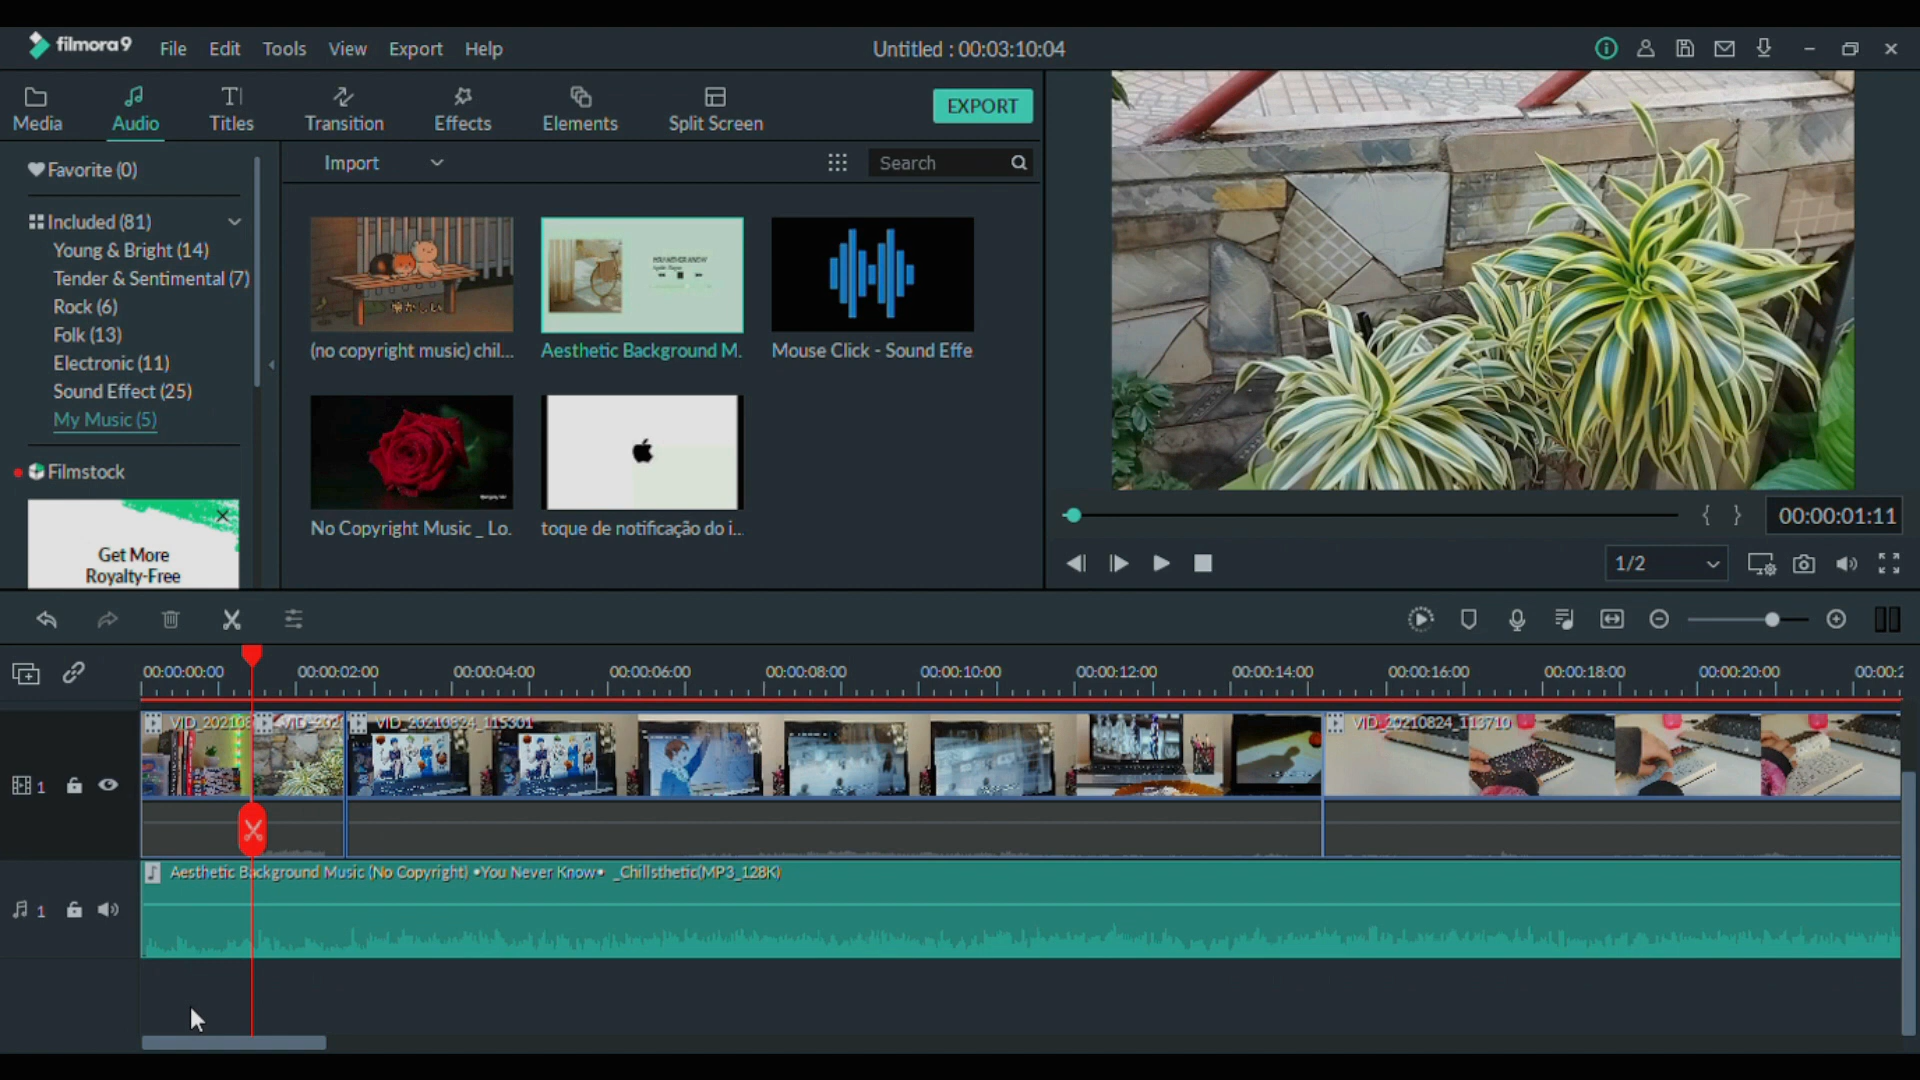 filmora9
File Edit Tools View Export Help
Untitled : 00:03:10:04
Media
Audio
Titles
Transition
Effects
Elements
Split Screen
EXPORT
Favorite (0)
Included (81)
Young & Bright (14)
Tender & Sentimental (7)
Rock (6)
Folk (13)
Electronic (11)
Sound Effect (25)
My Music (5)
Filmstock
Get More
Royalty-Free
Import
Search
YOU NEVER KNOW
(no copyright music) chil...
Aesthetic Background M.
Mouse Click - Sound Effe
No Copyright Music _ Lo.
toque de notificação do i...
00:00:01:11
1/2
00:00:00:00 00:00:02:00 00:00:04:00 00:00:06:00 00:00:08:00 00:00:10:00 00:00:12:00 00:00:14:00 00:00:16:00 00:00:18:00 00:00:20:00 00:00:2
VID_202108 VID_202 VID_20210824_115301 VID_20210824_113710
1
Aesthetic Background Music (No Copyright) •You Never Know• _Chillsthetic(MP3_128K)
1